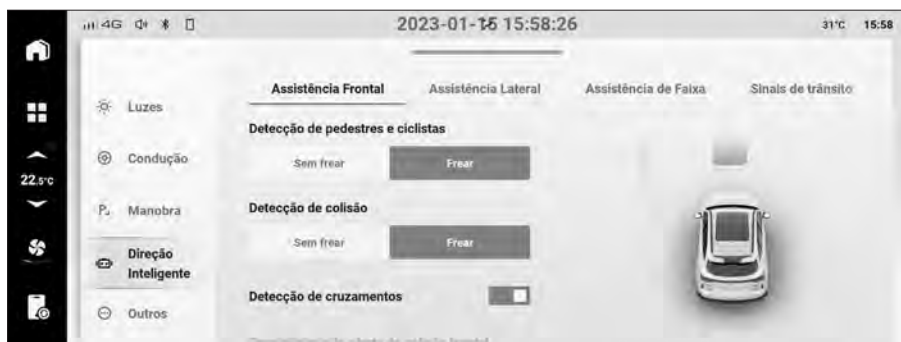 4G
2023-01-15 15:58:26
31°C 15:58
Assistência Frontal
Assistência Lateral
Assistência de Faixa
Sinais de trânsito
Luzes
Detecção de pedestres e ciclistas
Condução
Sem frear
Frear
22.5°C
Manobra
Detecção de colisão
Sem frear
Frear
Direção
Inteligente
Detecção de cruzamentos
Outros